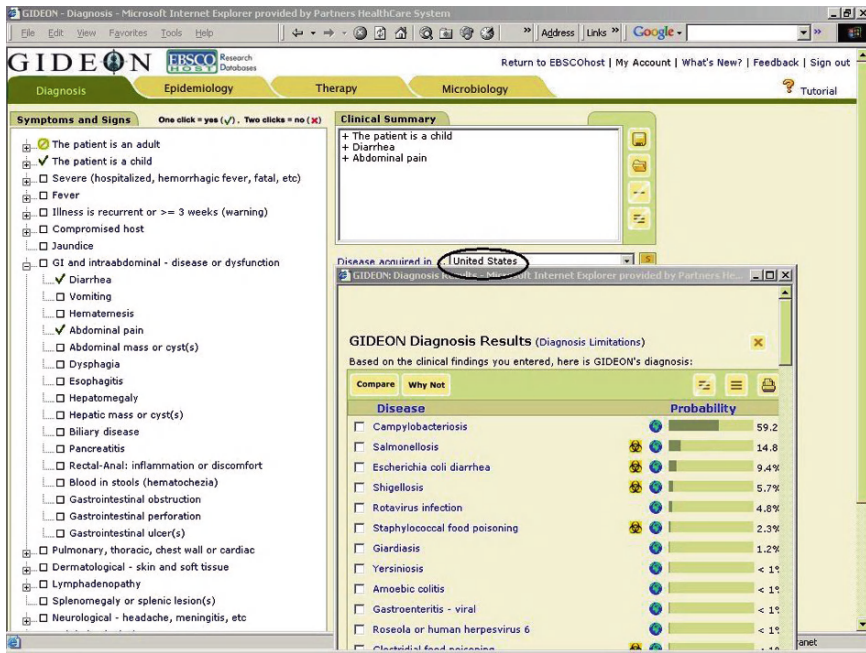 GIDEON - Diagnosis - Microsoft Internet Explorer provided by Partners HealthCare System
File Edit View Favorites Tools Help » Address Links » Google - »
GIDEON EBSCO HOST Research Databases
Return to EBSCOhost | My Account | What's New? | Feedback | Sign out
Diagnosis Epidemiology Therapy Microbiology ? Tutorial
Symptoms and Signs One click = yes (√) . Two clicks = no (x)
The patient is an adult
The patient is a child
Severe (hospitalized, hemorrhagic fever, fatal, etc)
Fever
Illness is recurrent or >= 3 weeks (warning)
Compromised host
Jaundice
GI and intraabdominal - disease or dysfunction
Diarrhea
Vomiting
Hematemesis
Abdominal pain
Abdominal mass or cyst(s)
Dysphagia
Esophagitis
Hepatomegaly
Hepatic mass or cyst(s)
Biliary disease
Pancreatitis
Rectal-Anal: inflammation or discomfort
Blood in stools (hematochezia)
Gastrointestinal obstruction
Gastrointestinal perforation
Gastrointestinal ulcer(s)
Pulmonary, thoracic, chest wall or cardiac
Dermatological - skin and soft tissue
Lymphadenopathy
Splenomegaly or splenic lesion(s)
Neurological - headache, meningitis, etc
Clinical Summary
+ The patient is a child
+ Diarrhea
+ Abdominal pain
Disease acquired in .. United States
GIDEON: Diagnosis Results - Microsoft Internet Explorer provided by Partners He...
GIDEON Diagnosis Results (Diagnosis Limitations)
Based on the clinical findings you entered, here is GIDEON's diagnosis:
Compare Why Not
Disease Probability
Campylobacteriosis 59.2
Salmonellosis 14.8
Escherichia coli diarrhea 9.4%
Shigellosis 5.7%
Rotavirus infection 4.8%
Staphylococcal food poisoning 2.3%
Giardiasis 1.2%
Yersiniosis < 1%
Amoebic colitis < 1%
Gastroenteritis - viral < 1%
Roseola or human herpesvirus 6 < 1%
Clostridial food poisoning < 1%
anet